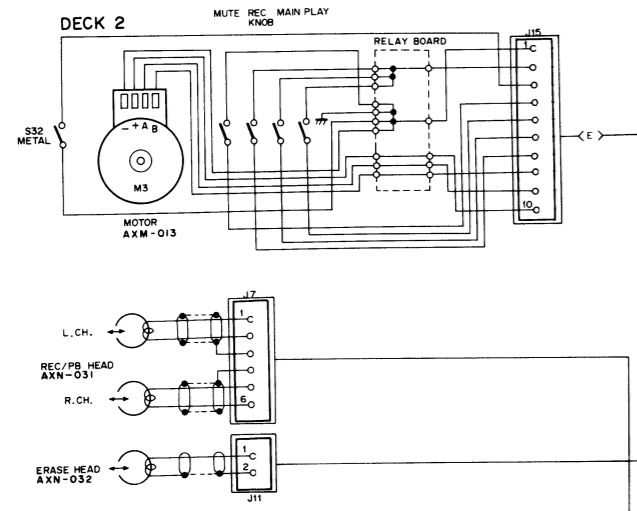 DECK 2
MUTE REC MAIN PLAY
KNOB
RELAY BOARD
J15
1
S32
METAL
− + A B
M3
E
10
MOTOR
AXM-013
J7
1
L.CH.
REC/PB HEAD
AXN-031
R.CH.
6
1
ERASE HEAD
AXN-032
2
J11